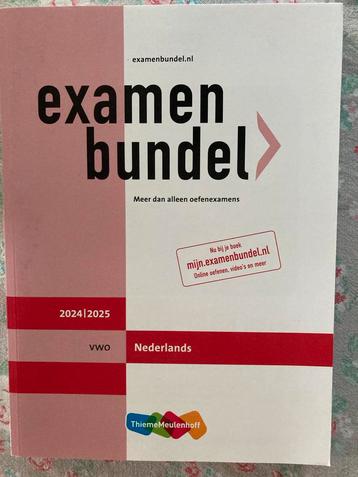 examenbundel.nl
examen
bundel
Meer dan alleen oefenexamens
Nu bij je boek
mijn.examenbundel.nl
Online oefenen, video's en meer
2024|2025
vwo
Nederlands
ThiemeMeulenhoff